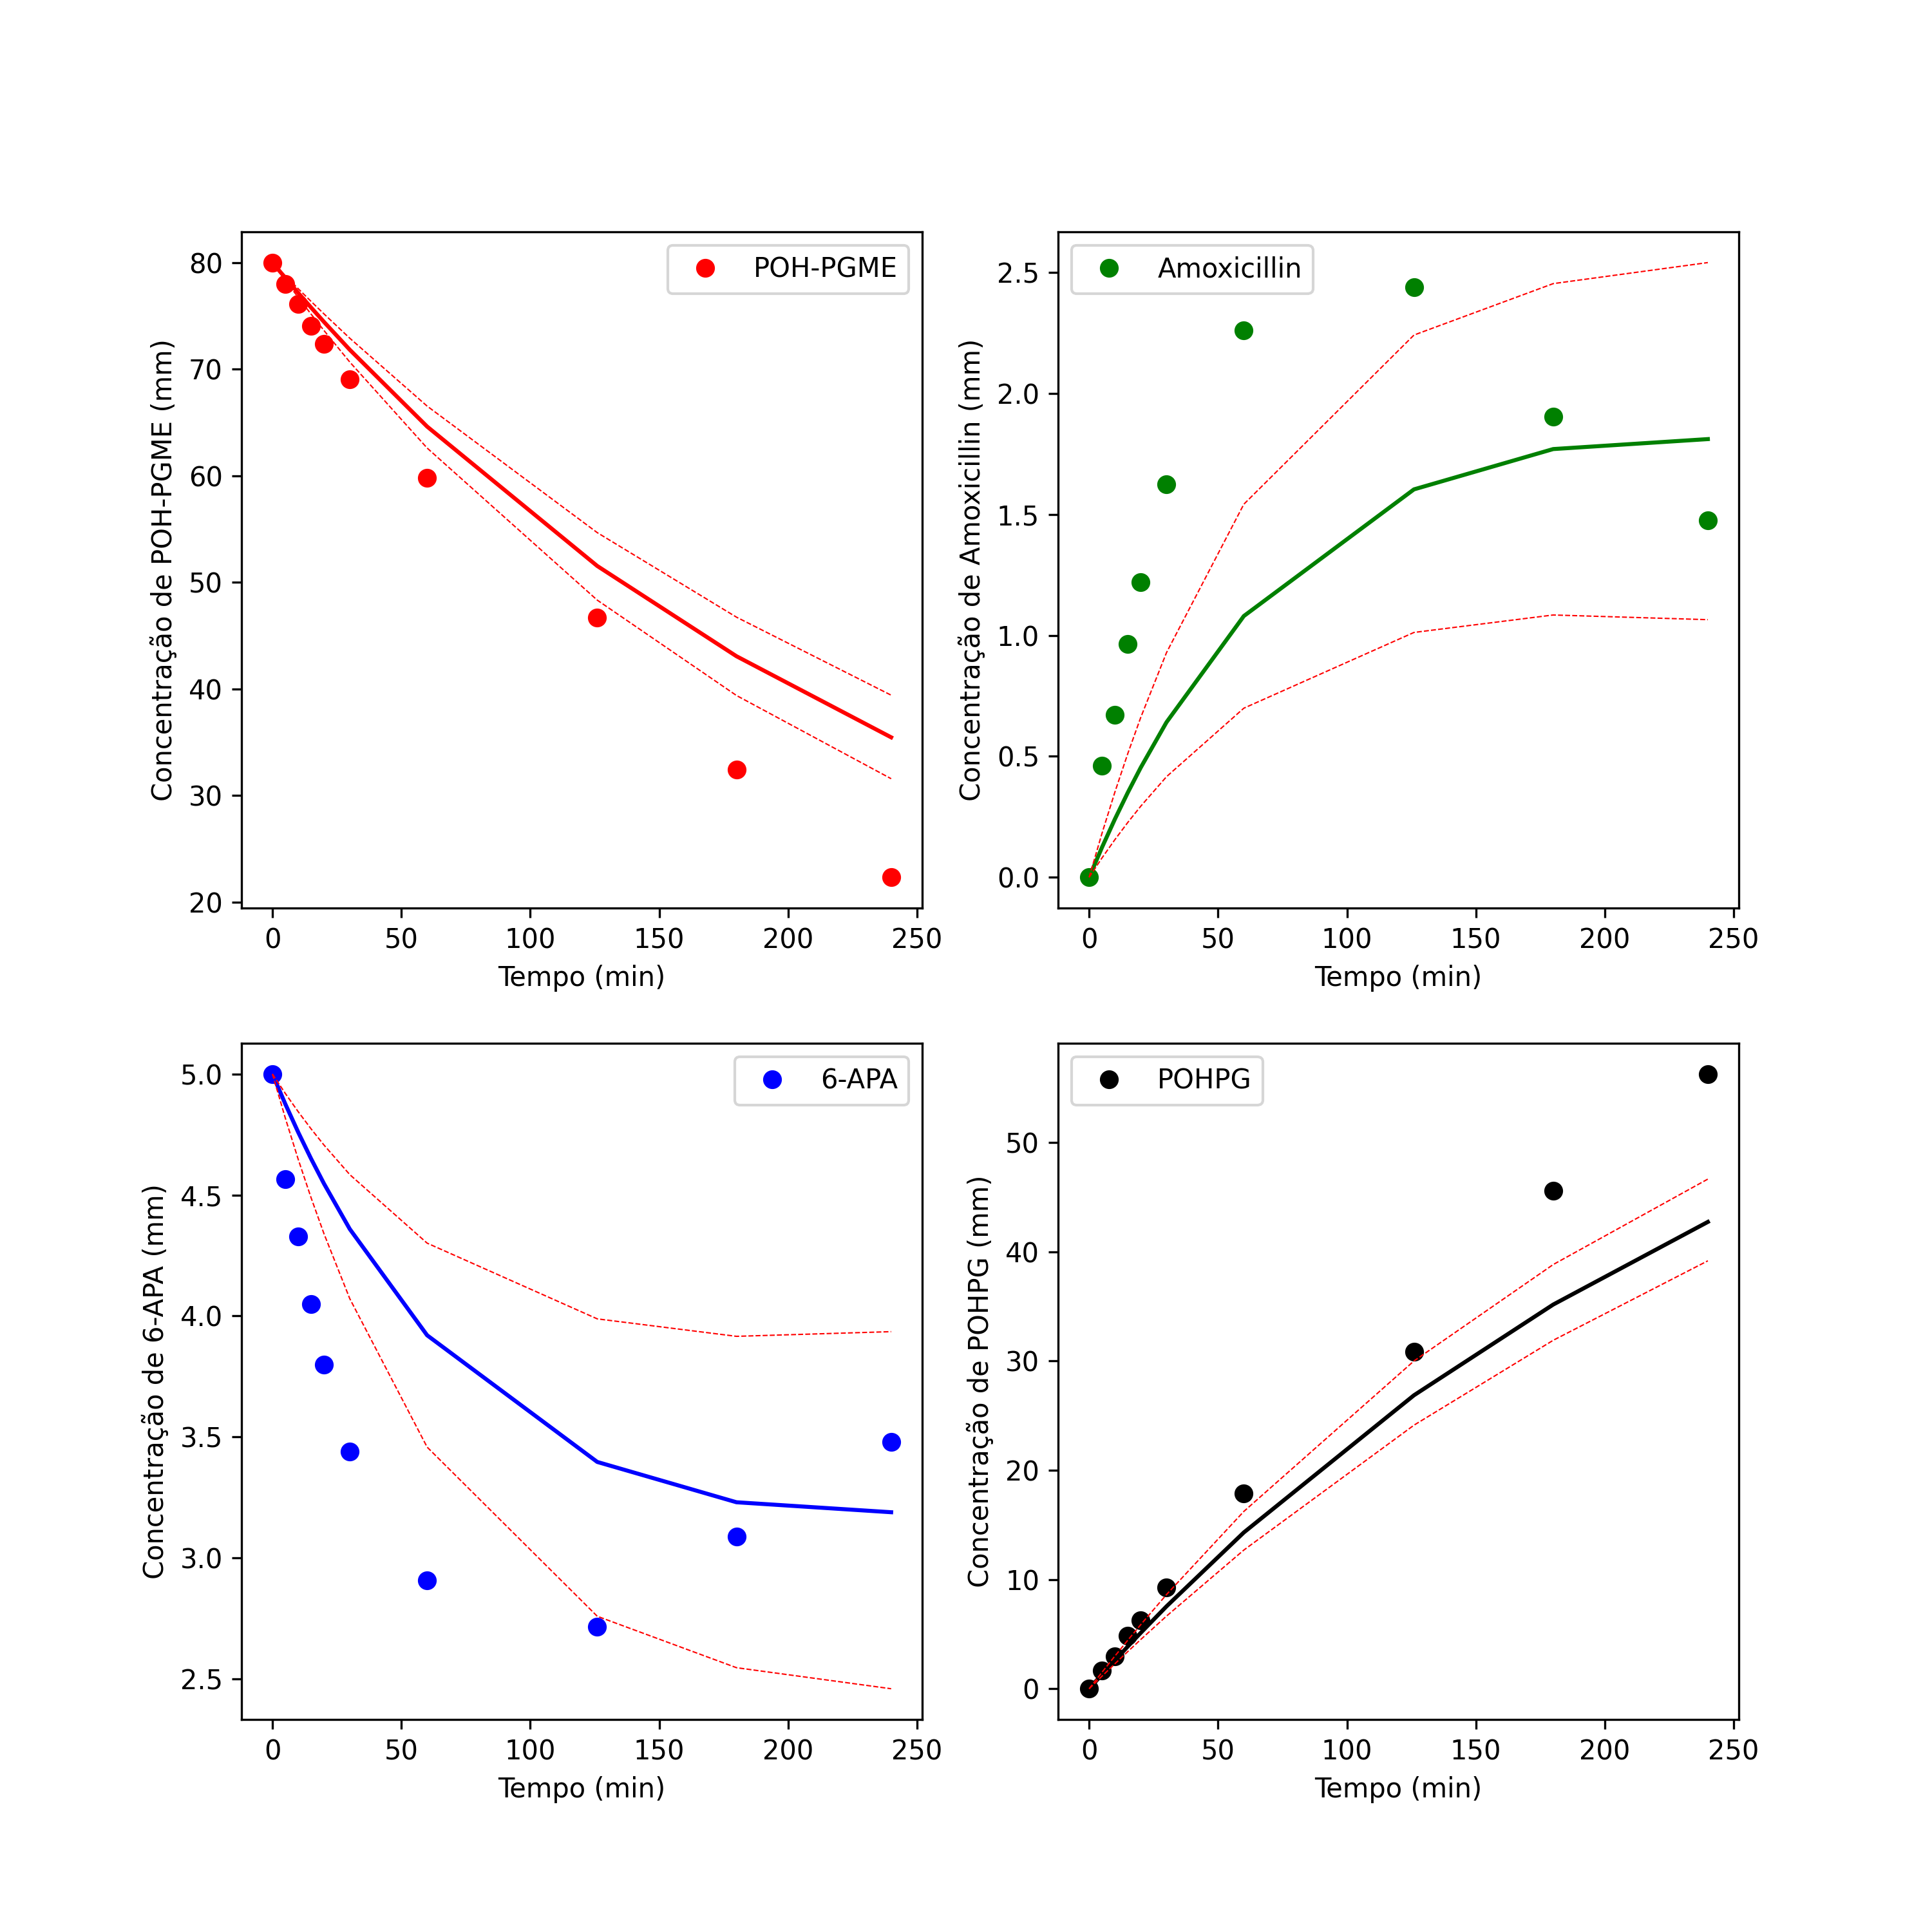 POH-PGME
80
70
60
50
40
30
20
Concentração de POH-PGME (mm)
0 50 100 150 200 250
Tempo (min)
Amoxicillin
2.5
2.0
1.5
1.0
0.5
0.0
Concentração de Amoxicillin (mm)
0 50 100 150 200 250
Tempo (min)
6-APA
5.0
4.5
4.0
3.5
3.0
2.5
Concentração de 6-APA (mm)
0 50 100 150 200 250
Tempo (min)
POHPG
50
40
30
20
10
0
Concentração de POHPG (mm)
0 50 100 150 200 250
Tempo (min)